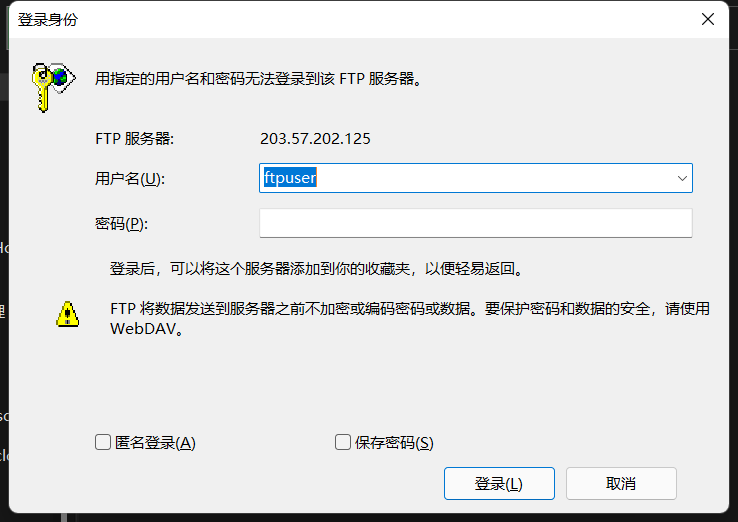 登录身份
用指定的用户名和密码无法登录到该 FTP 服务器。
FTP 服务器: 203.57.202.125
用户名(U): ftpuser
密码(P):
登录后，可以将这个服务器添加到你的收藏夹，以便轻易返回。
FTP 将数据发送到服务器之前不加密或编码密码或数据。要保护密码和数据的安全，请使用
WebDAV。
匿名登录(A) 保存密码(S)
登录(L) 取消